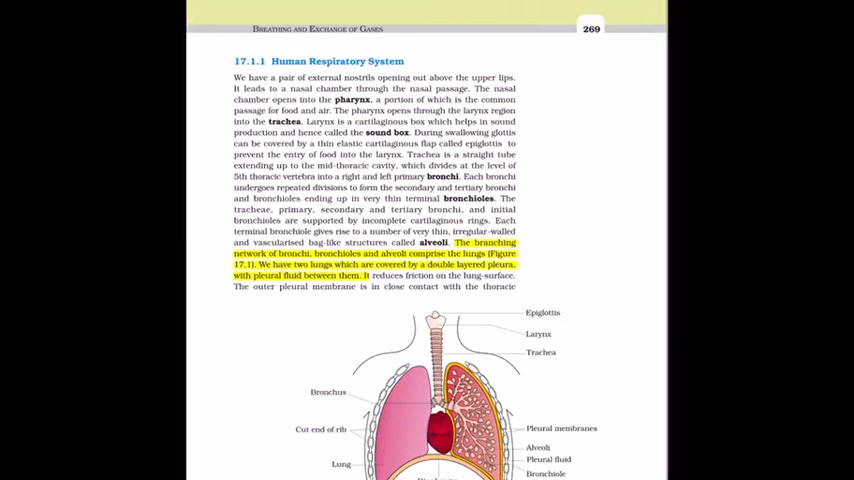 BREATHING AND EXCHANGE OF GASES
269
17.1.1 Human Respiratory System
We have a pair of external nostrils opening out above the upper lips.
It leads to a nasal chamber through the nasal passage. The nasal
chamber opens into the pharynx, a portion of which is the common
passage for food and air. The pharynx opens through the larynx region
into the trachea. Larynx is a cartilaginous box which helps in sound
production and hence called the sound box. During swallowing glottis
can be covered by a thin elastic cartilaginous flap called epiglottis to
prevent the entry of food into the larynx. Trachea is a straight tube
extending up to the mid-thoracic cavity, which divides at the level of
5th thoracic vertebra into a right and left primary bronchi. Each bronchi
undergoes repeated divisions to form the secondary and tertiary bronchi
and bronchioles ending up in very thin terminal bronchioles. The
tracheae, primary, secondary and tertiary bronchi, and initial
bronchioles are supported by incomplete cartilaginous rings. Each
terminal bronchiole gives rise to a number of very thin, irregular-walled
and vascularised bag-like structures called alveoli. The branching
network of bronchi, bronchioles and alveoli comprise the lungs (Figure
17.1). We have two lungs which are covered by a double layered pleura,
with pleural fluid between them. It reduces friction on the lung-surface.
The outer pleural membrane is in close contact with the thoracic
Epiglottis
Larynx
Trachea
Bronchus
Cut end of rib
Pleural membranes
Alveoli
Lung
Pleural fluid
Bronchiole